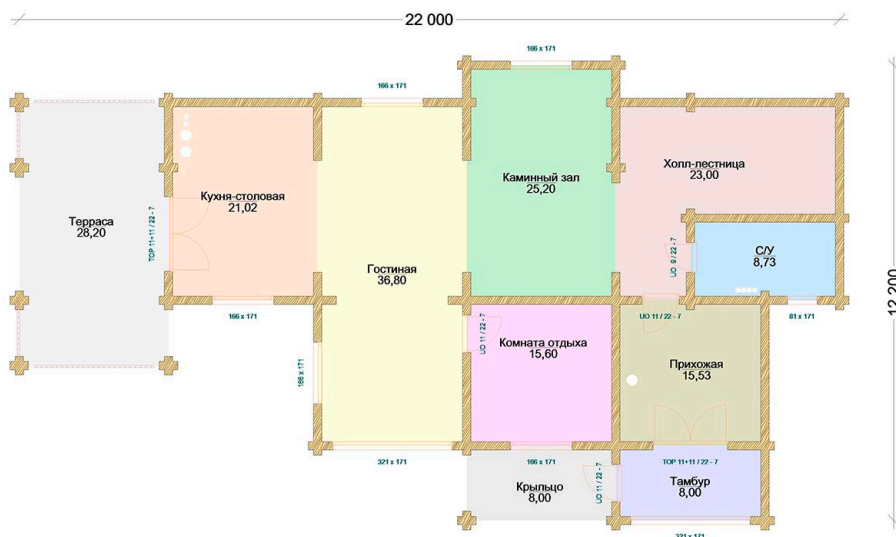 22 000
166 x 171
166 x 171
Кухня-столовая
21,02
Терраса
28,20
ТОР 11+11 / 22 - 7
Гостиная
36,80
Каминный зал
25,20
Холл-лестница
23,00
С/У
8,73
UO 9 / 22 - 7
12 200
166 x 171
166 x 171
UO 11 / 22 - 7
Комната отдыха
15,60
UO 11 / 22 - 7
81 x 171
Прихожая
15,53
321 x 171
166 x 171
ТОР 11+11 / 22 - 7
Крыльцо
8,00
UO 11 / 22 - 7
Тамбур
8,00
321 x 171